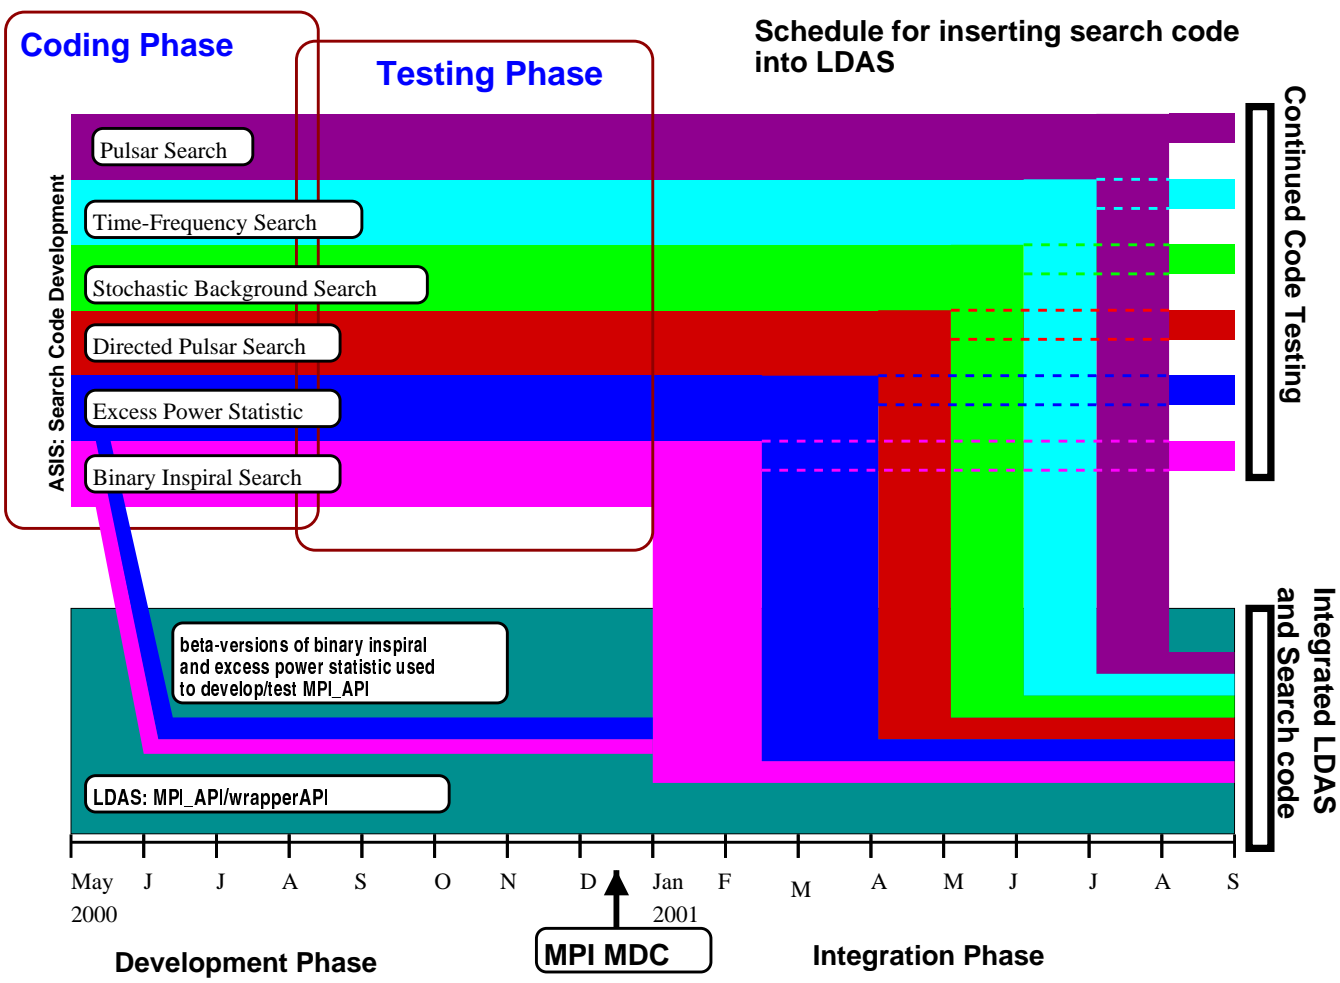 Coding Phase
Testing Phase
Schedule for inserting search code
into LDAS
Pulsar Search
Time-Frequency Search
Stochastic Background Search
Directed Pulsar Search
Excess Power Statistic
Binary Inspiral Search
ASIS: Search Code Development
Continued Code Testing
beta-versions of binary inspiral
and excess power statistic used
to develop/test MPI_API
LDAS: MPI_API/wrapperAPI
Integrated LDAS
and Search code
May J J A S O N D Jan F M A M J J A S
2000 2001
MPI MDC
Development Phase
Integration Phase